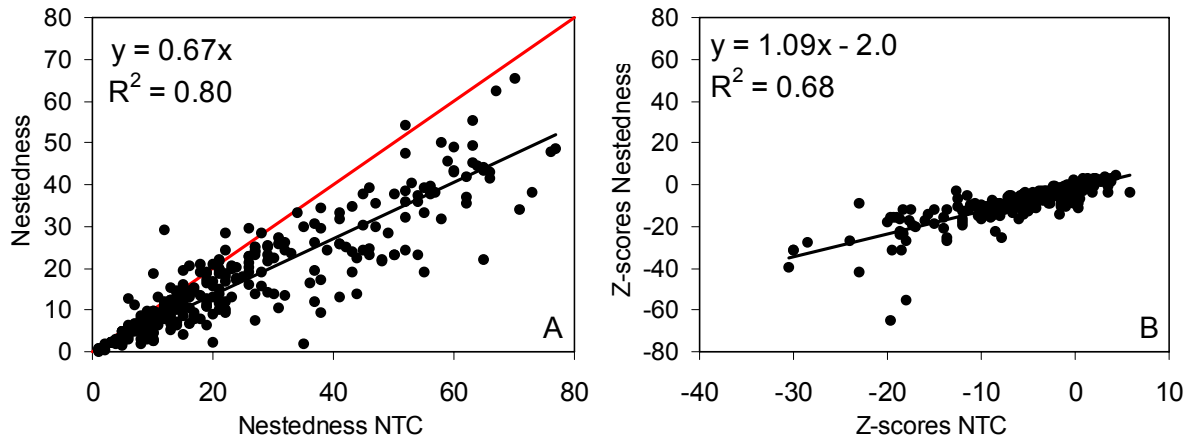 y = 0.67x
R² = 0.80
80
70
60
50
40
30
20
10
0
Nestedness
0 20 40 60 80
Nestedness NTC
A
y = 1.09x - 2.0
R² = 0.68
80
60
40
20
0
-20
-40
-60
-80
Z-scores Nestedness
-40 -30 -20 -10 0 10
Z-scores NTC
B